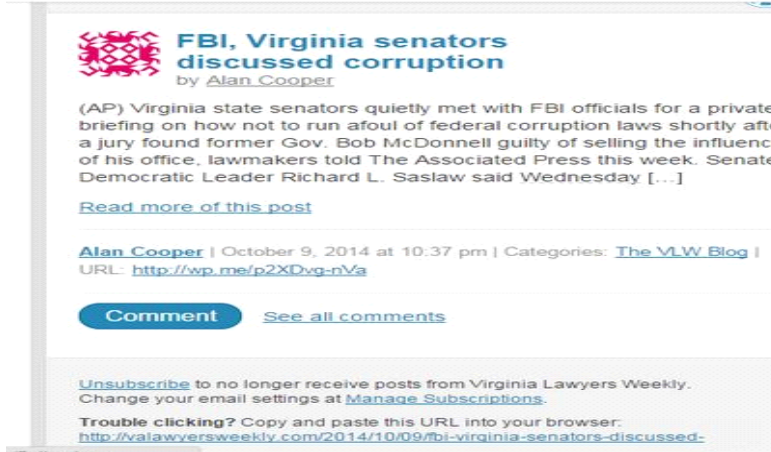 FBI, Virginia senators
discussed corruption
by Alan Cooper
(AP) Virginia state senators quietly met with FBI officials for a private
briefing on how not to run afoul of federal corruption laws shortly aft
a jury found former Gov. Bob McDonnell guilty of selling the influenc
of his office, lawmakers told The Associated Press this week. Senate
Democratic Leader Richard L. Saslaw said Wednesday [...]
Read more of this post
Alan Cooper | October 9, 2014 at 10:37 pm | Categories: The VLW Blog |
URL: http://wp.me/p2XDvg-nVa
Comment See all comments
Unsubscribe to no longer receive posts from Virginia Lawyers Weekly.
Change your email settings at Manage Subscriptions.
Trouble clicking? Copy and paste this URL into your browser:
http://valawyersweekly.com/2014/10/09/fbi-virginia-senators-discussed-